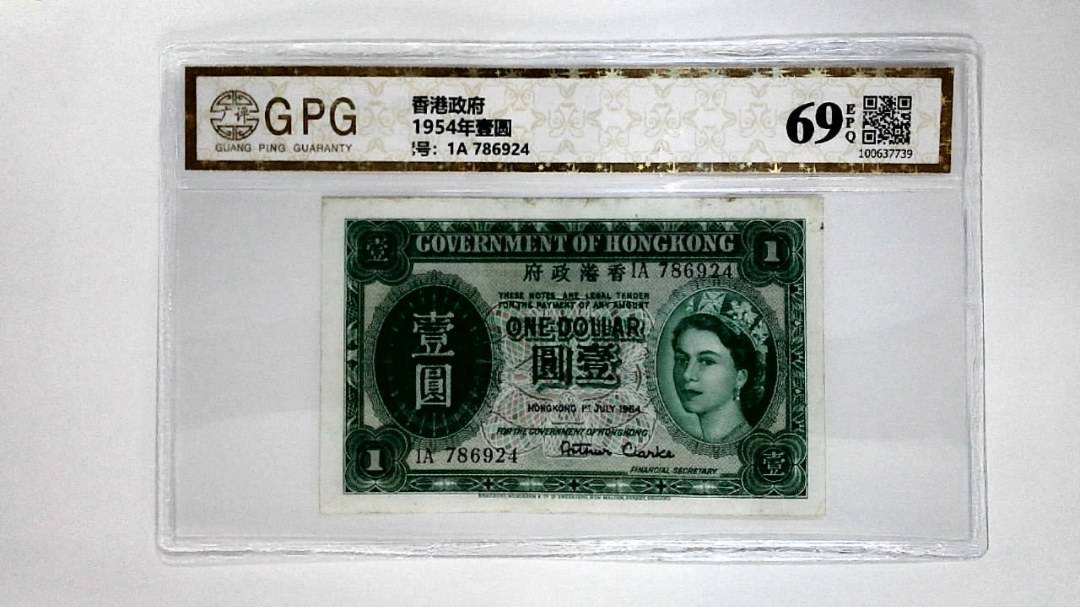 GPG
GUANG PING GUARANTY
香港政府
1954年壹圆
号: 1A 786924
69
EPQ
100637739
壹
GOVERNMENT OF HONGKONG
1
府政港香
1A 786924
THESE NOTES ARE LEGAL TENDER
FOR THE PAYMENT OF ANY AMOUNT
ONE DOLLAR
圓壹
壹圓
HONGKONG 1ST JULY 1954
FOR THE GOVERNMENT OF HONGKONG
1A 786924
Arthur Clarke
FINANCIAL SECRETARY
1
壹